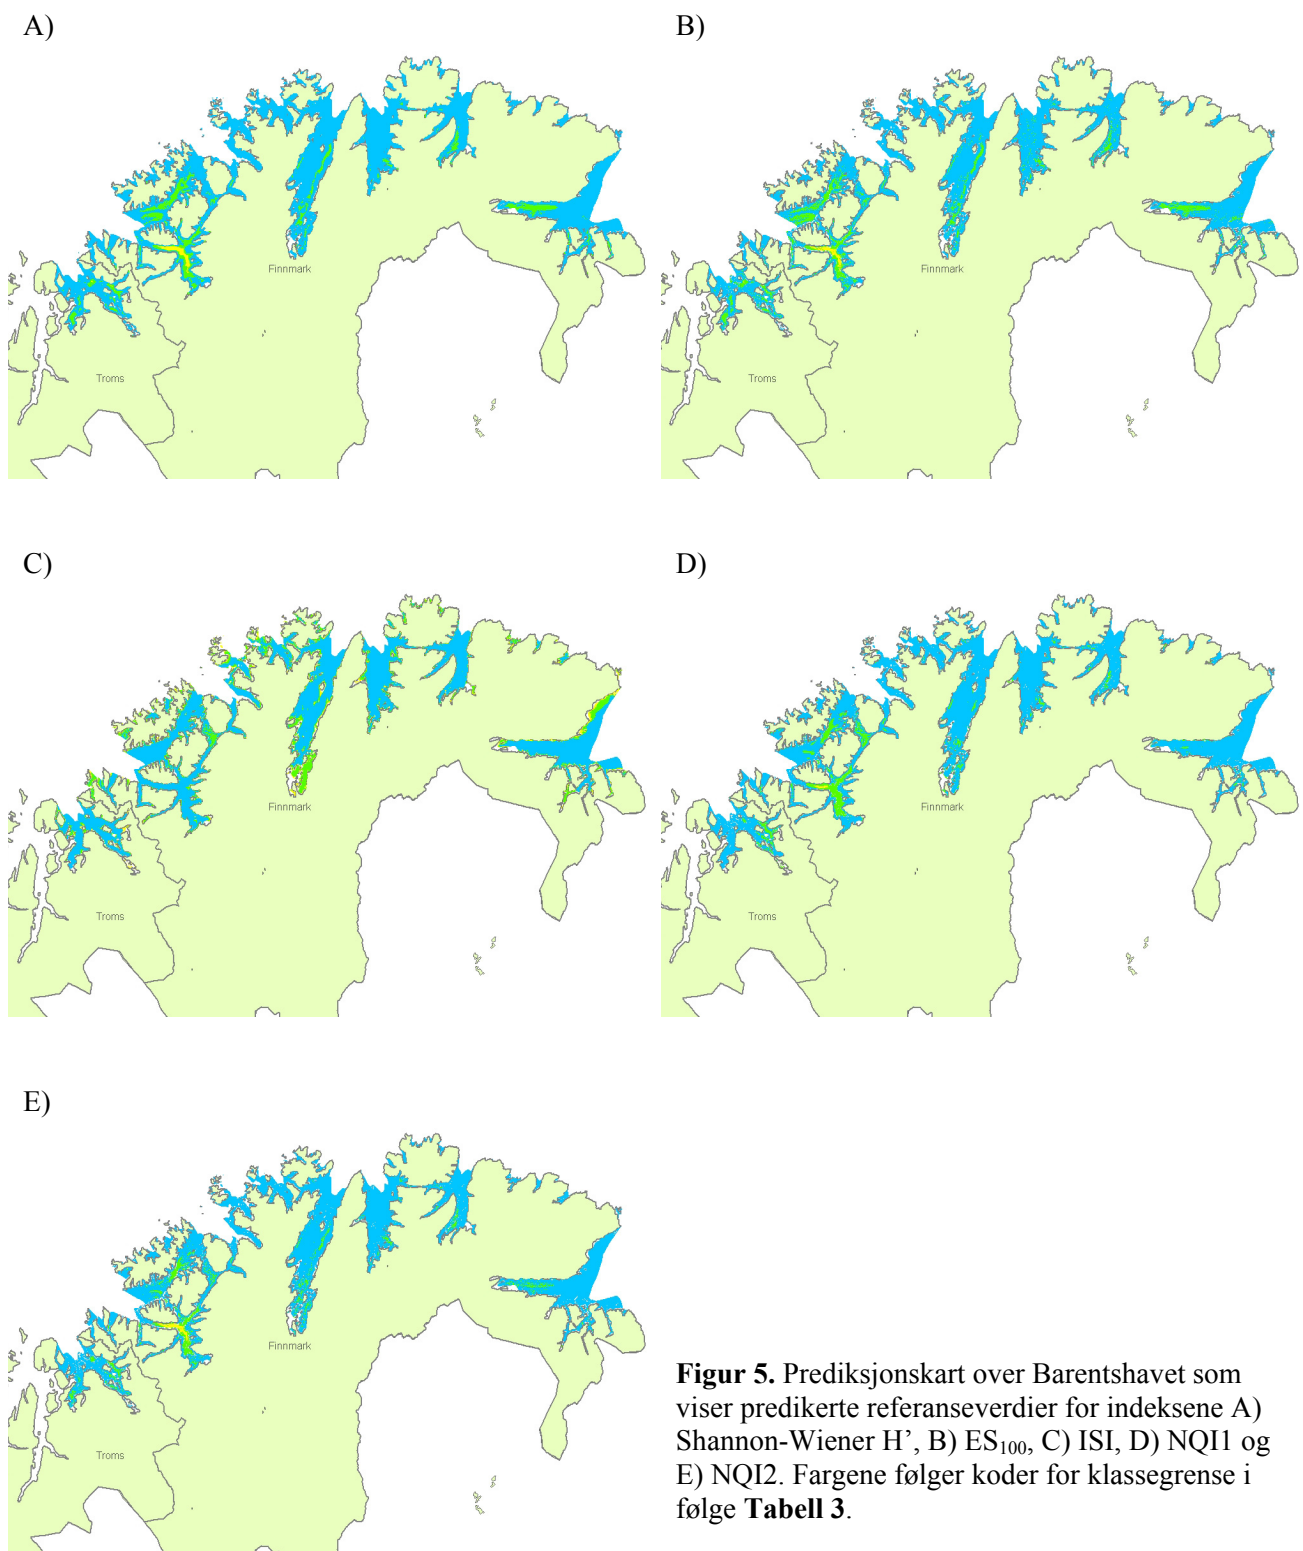 A)
B)
Finnmark
Troms
Finnmark
Troms
C)
D)
Finnmark
Troms
Finnmark
Troms
E)
Finnmark
Troms
Figur 5. Prediksjonskart over Barentshavet som
viser predikerte referanseverdier for indeksene A)
Shannon-Wiener H’, B) ES₁₀₀, C) ISI, D) NQI1 og
E) NQI2. Fargene følger koder for klassegrense i
følge Tabell 3.